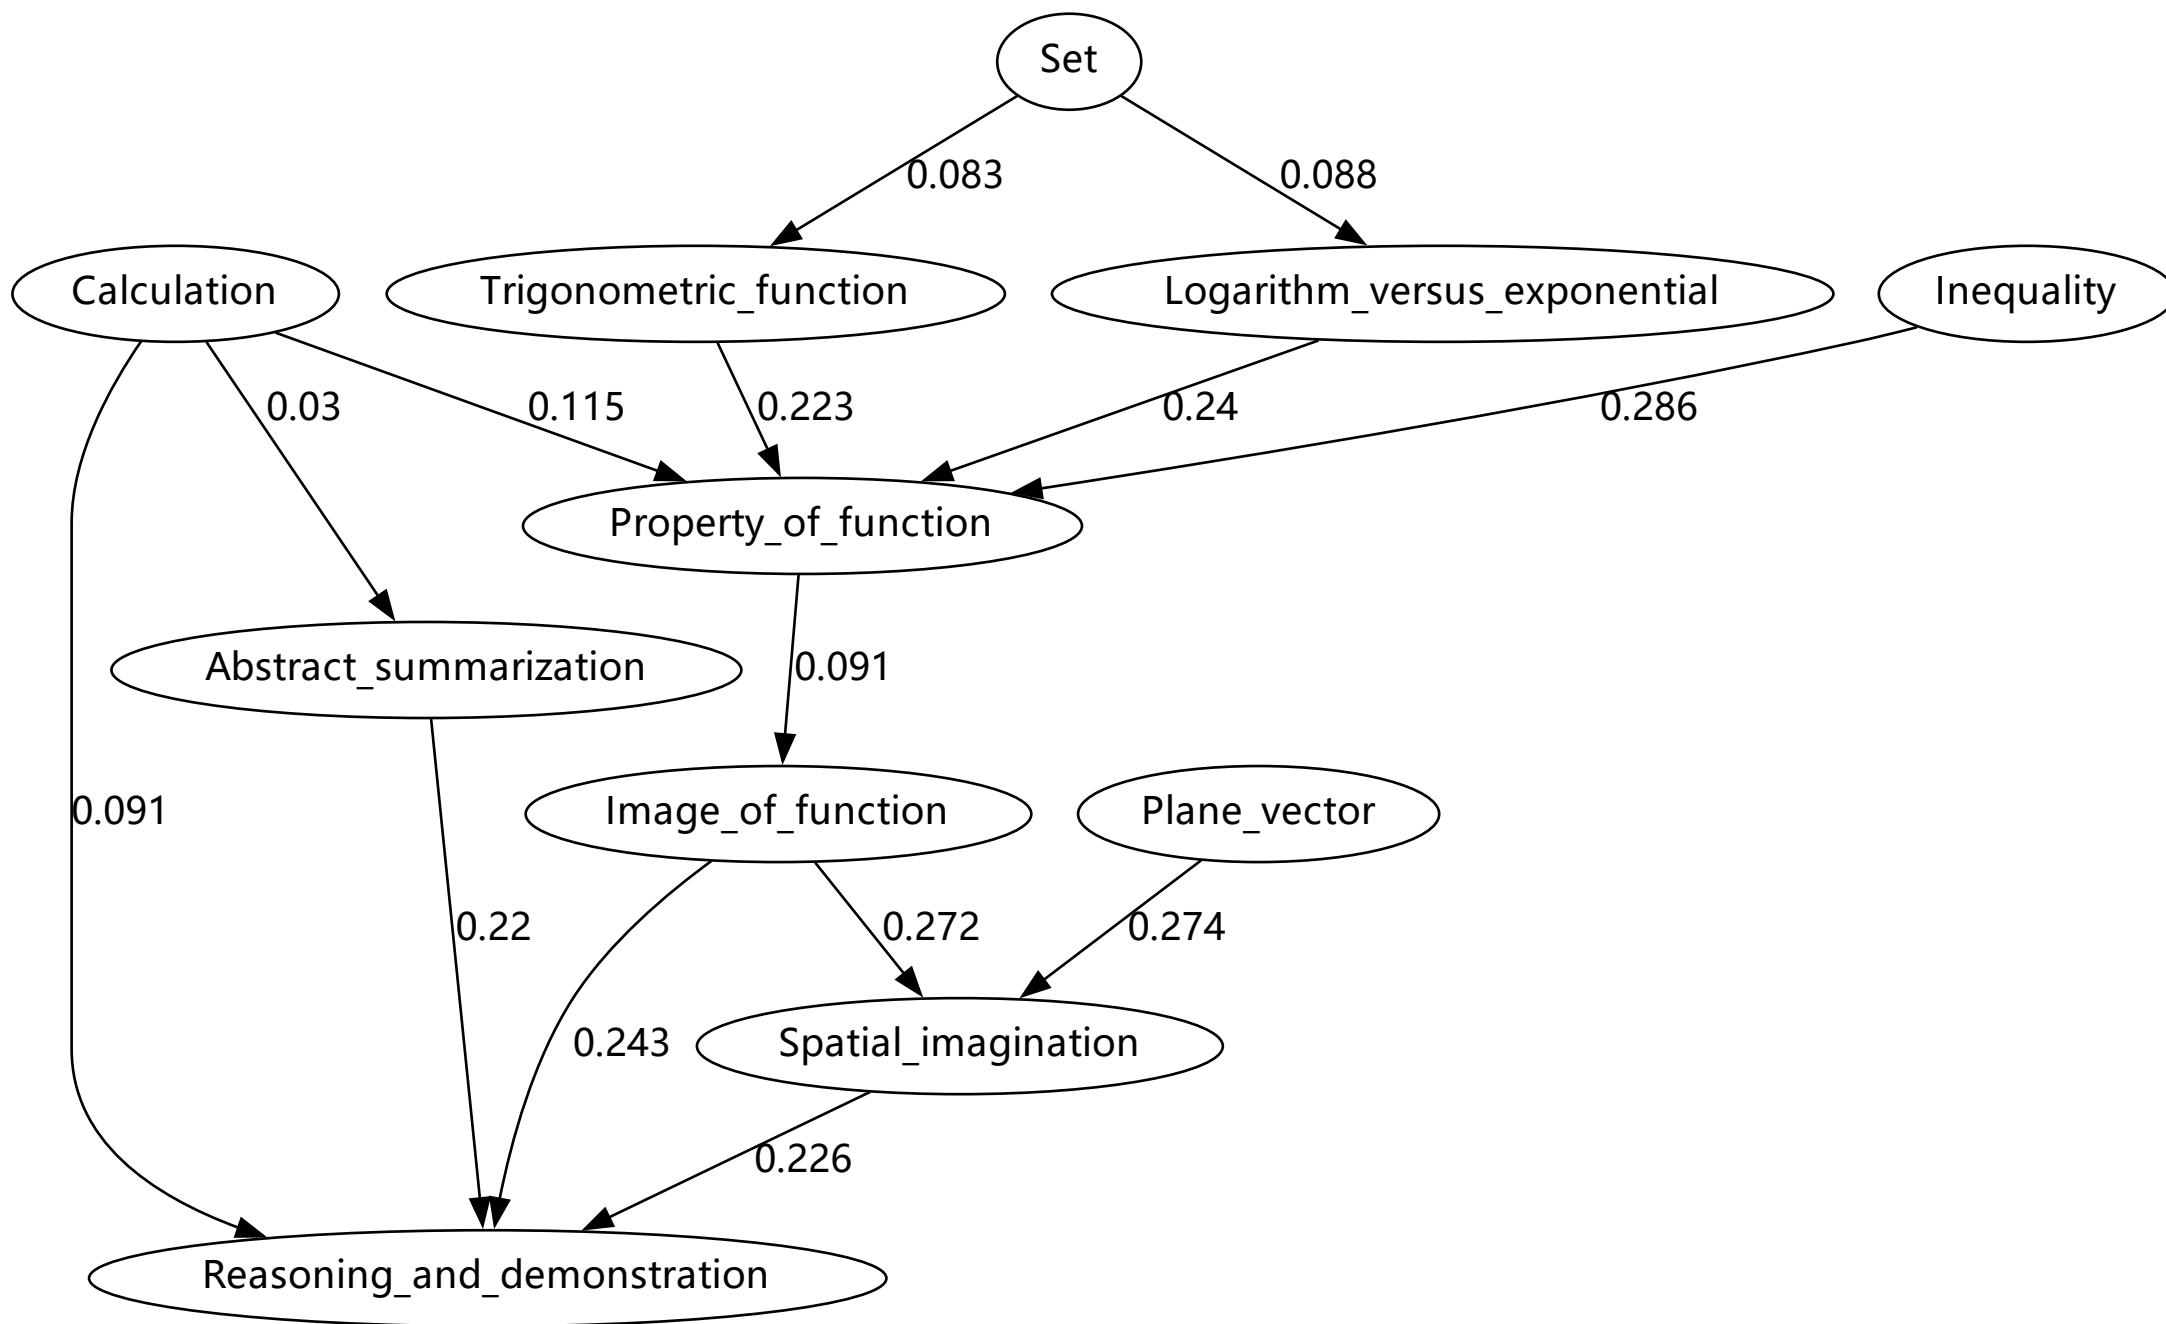 Set
0.083
0.088
Calculation
Trigonometric_function
Logarithm_versus_exponential
Inequality
0.03
0.115
0.223
0.24
0.286
Property_of_function
Abstract_summarization
0.091
0.091
Image_of_function
Plane_vector
0.22
0.272
0.274
0.243
Spatial_imagination
0.226
Reasoning_and_demonstration